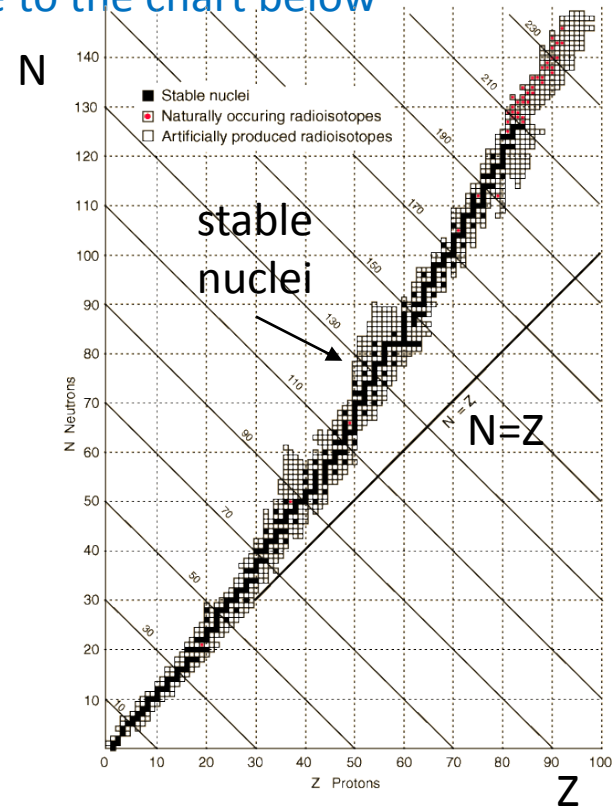 e to the chart below
N
140
130
120
110
100
90
80
70
60
50
40
30
20
10
N Neutrons
Stable nuclei
Naturally occuring radioisotopes
Artificially produced radioisotopes
stable
nuclei
230
210
190
170
150
130
110
90
70
50
30
10
N = Z
N=Z
0 10 20 30 40 50 60 70 80 90 100
Z Protons
Z